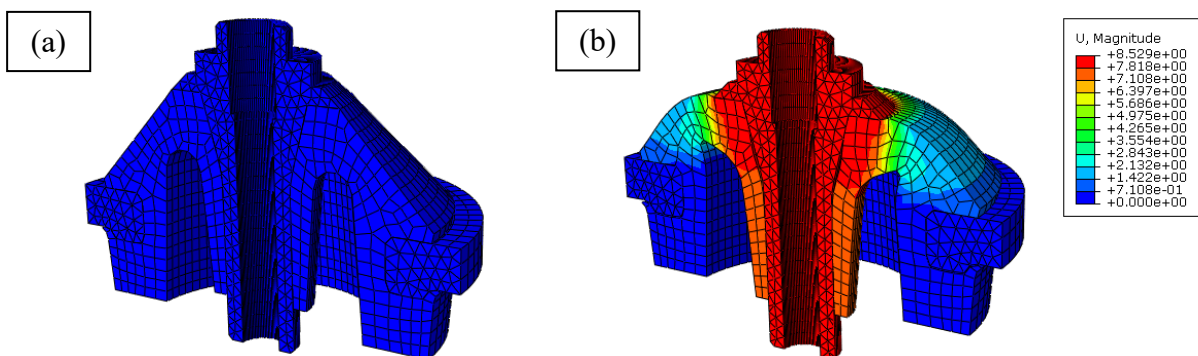 (a)
(b)
U, Magnitude
+8.529e+00
+7.818e+00
+7.108e+00
+6.397e+00
+5.686e+00
+4.975e+00
+4.265e+00
+3.554e+00
+2.843e+00
+2.132e+00
+1.422e+00
+7.108e-01
+0.000e+00